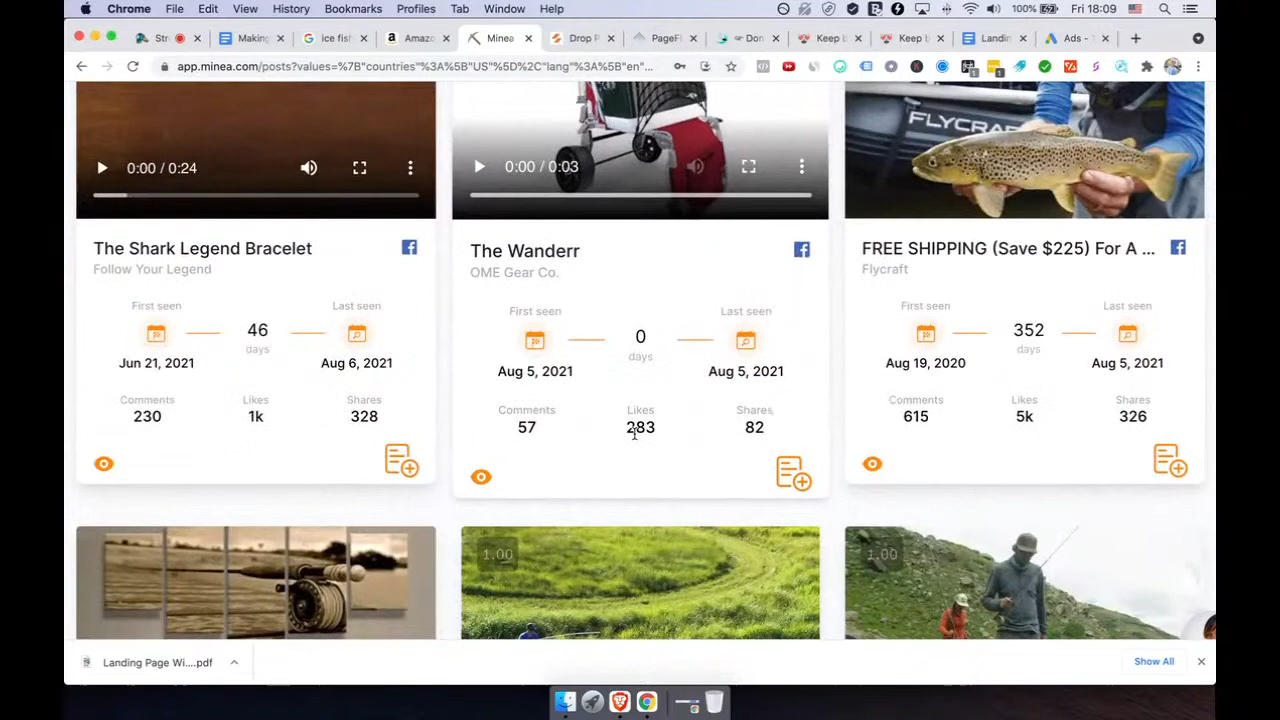 Chrome File Edit View History Bookmarks Profiles Tab Window Help 100% Fri 18:09
Str Making ice fish Amazo Minea Drop P PageFl Don Keep b Keep b Landin Ads -
app.minea.com/posts?values=%7B"countries"%3A%5B"US"%5D%2C"lang"%3A%5B"en"...
FLYCRAFT
0:00 / 0:24
0:00 / 0:03
The Shark Legend Bracelet
Follow Your Legend
First seen
Last seen
46
days
Jun 21, 2021
Aug 6, 2021
Comments Likes Shares
230 1k 328
The Wanderr
OME Gear Co.
First seen
Last seen
0
days
Aug 5, 2021
Aug 5, 2021
Comments Likes Shares
57 283 82
FREE SHIPPING (Save $225) For A ...
Flycraft
First seen
Last seen
352
days
Aug 19, 2020
Aug 5, 2021
Comments Likes Shares
615 5k 326
1.00
1.00
Landing Page Wi....pdf
Show All